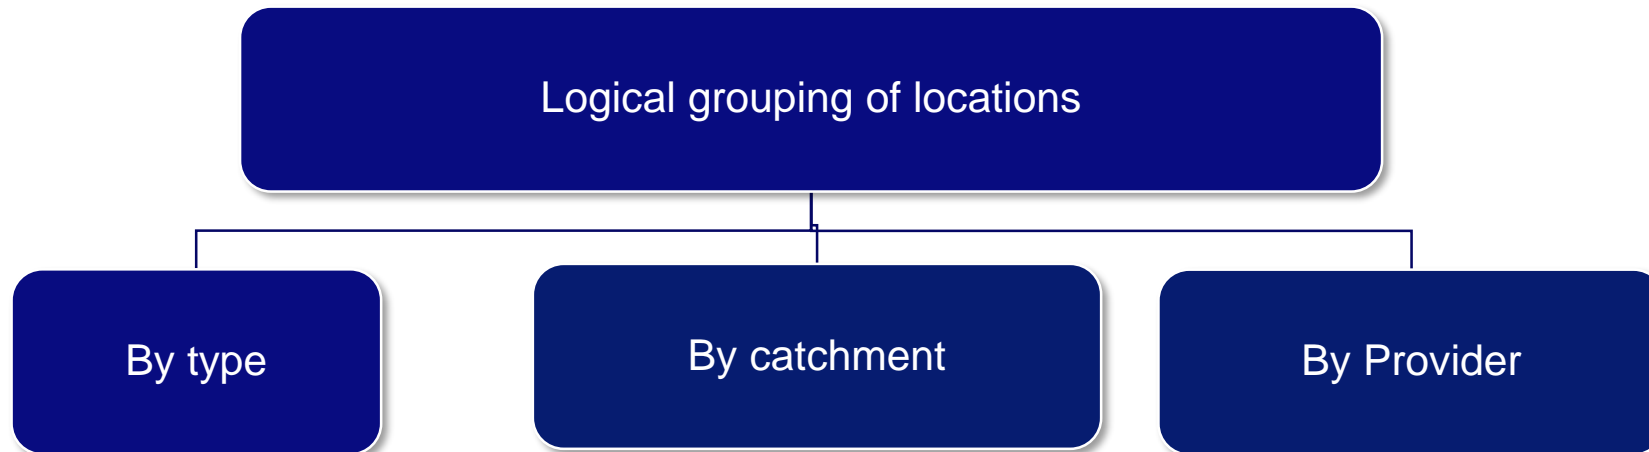 Logical grouping of locations
By type
By catchment
By Provider